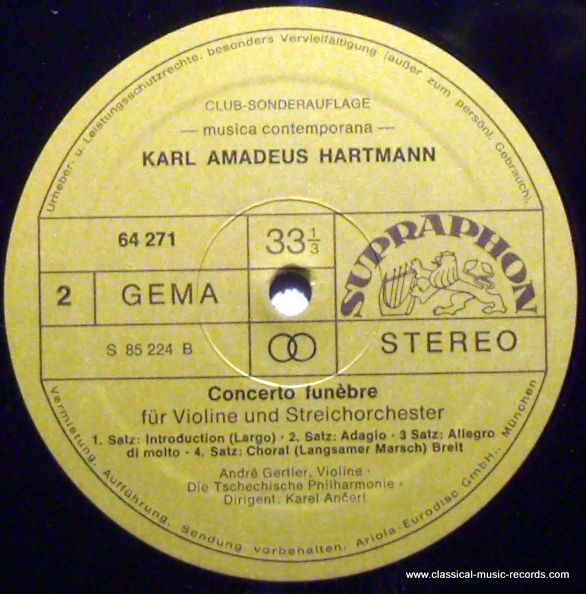 Urheber- u. Leistungsschutzrechte, besonders Vervielfältigung (außer zum persönl. Gebrauch),
CLUB-SONDERAUFLAGE
— musica contemporana —
KARL AMADEUS HARTMANN
64 271
33 1/3
SUPRAPHON
2
GEMA
S 85 224 B
STEREO
Concerto funèbre
für Violine und Streichorchester
1. Satz: Introduction (Largo) · 2. Satz: Adagio · 3 Satz: Allegro
di molto · 4. Satz: Choral (Langsamer Marsch) Breit
André Gertler, Violine ·
Die Tschechische Philharmonie ·
Dirigent: Karel Ančerl
Vermietung, Aufführung, Sendung vorbehalten. Ariola-Eurodisc GmbH., München
www.classical-music-records.com